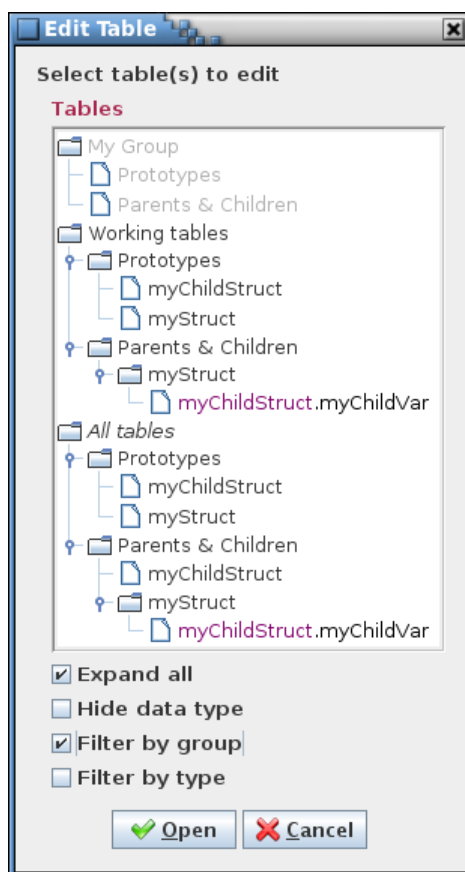 Edit Table
Select table(s) to edit
Tables
My Group
Prototypes
Parents & Children
Working tables
Prototypes
myChildStruct
myStruct
Parents & Children
myStruct
myChildStruct.myChildVar
All tables
Prototypes
myChildStruct
myStruct
Parents & Children
myChildStruct
myStruct
myChildStruct.myChildVar
Expand all
Hide data type
Filter by group
Filter by type
Open Cancel